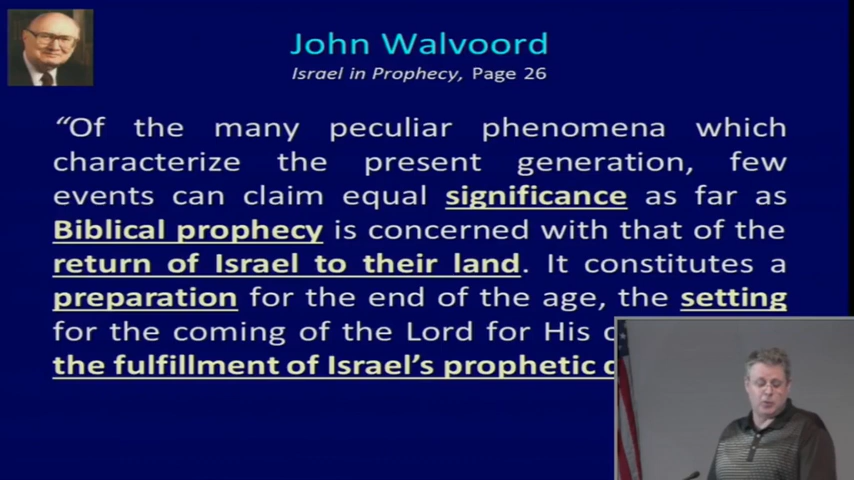 John Walvoord
Israel in Prophecy, Page 26
“Of the many peculiar phenomena which
characterize the present generation, few
events can claim equal significance as far as
Biblical prophecy is concerned with that of the
return of Israel to their land. It constitutes a
preparation for the end of the age, the setting
for the coming of the Lord for His
the fulfillment of Israel’s prophetic